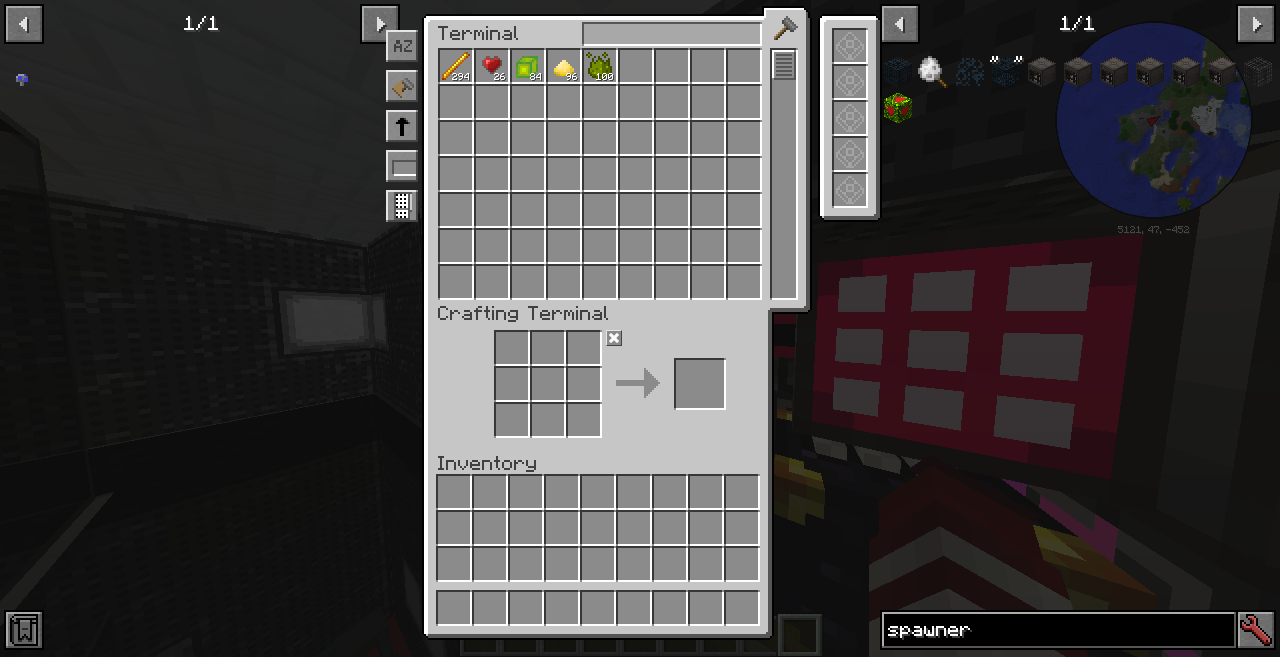 1/1
1/1
AZ
Terminal
294 26 84 96 100
5121, 47, -452
Crafting Terminal
Inventory
spawner